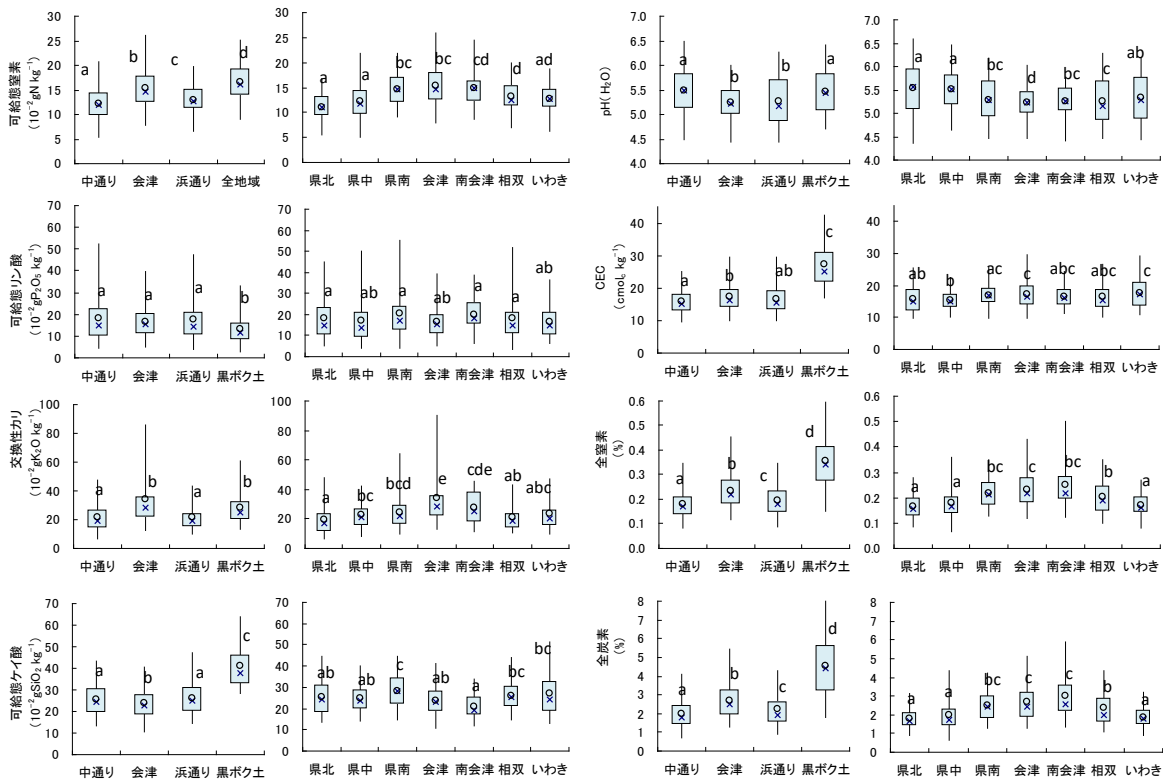 可給態窒素
(10⁻²gN kg⁻¹)
30
25
20
15
10
5
0
a b c d
中通り 会津 浜通り 全地域
30
25
20
15
10
5
0
a a bc bc cd d ad
県北 県中 県南 会津 南会津 相双 いわき
pH( H₂O)
7.0
6.5
6.0
5.5
5.0
4.5
4.0
a c b a
中通り 会津 浜通り 黒ボク土
7.0
6.5
6.0
5.5
5.0
4.5
4.0
a a bc d bc c ab
県北 県中 県南 会津 南会津 相双 いわき
可給態リン酸
(10⁻²gP₂O₅ kg⁻¹)
70
60
50
40
30
20
10
0
a a a b
中通り 会津 浜通り 黒ボク土
70
60
50
40
30
20
10
0
a ab a ab a a ab
県北 県中 県南 会津 南会津 相双 いわき
CEC
(cmol꜀ kg⁻¹)
40
30
20
10
0
a b ab c
中通り 会津 浜通り 黒ボク土
40
30
20
10
0
ab b ac c abc abc ac
県北 県中 県南 会津 南会津 相双 いわき
交換性カリ
(10⁻²gK₂O kg⁻¹)
100
80
60
40
20
0
a b a b
中通り 会津 浜通り 黒ボク土
100
80
60
40
20
0
a bc bcd e cde ab abc
県北 県中 県南 会津 南会津 相双 いわき
全窒素
(%)
0.6
0.5
0.4
0.3
0.2
0.1
0.0
a b c d
中通り 会津 浜通り 黒ボク土
0.6
0.5
0.4
0.3
0.2
0.1
0.0
a a bc c bc b a
県北 県中 県南 会津 南会津 相双 いわき
可給態ケイ酸
(10⁻²gSiO₂ kg⁻¹)
70
60
50
40
30
20
10
0
a b a c
中通り 会津 浜通り 黒ボク土
70
60
50
40
30
20
10
0
ab ab c ab a bc bc
県北 県中 県南 会津 南会津 相双 いわき
全炭素
(%)
8
7
6
5
4
3
2
1
0
a b c d
中通り 会津 浜通り 黒ボク土
8
7
6
5
4
3
2
1
0
a a bc c bc b a
県北 県中 県南 会津 南会津 相双 いわき